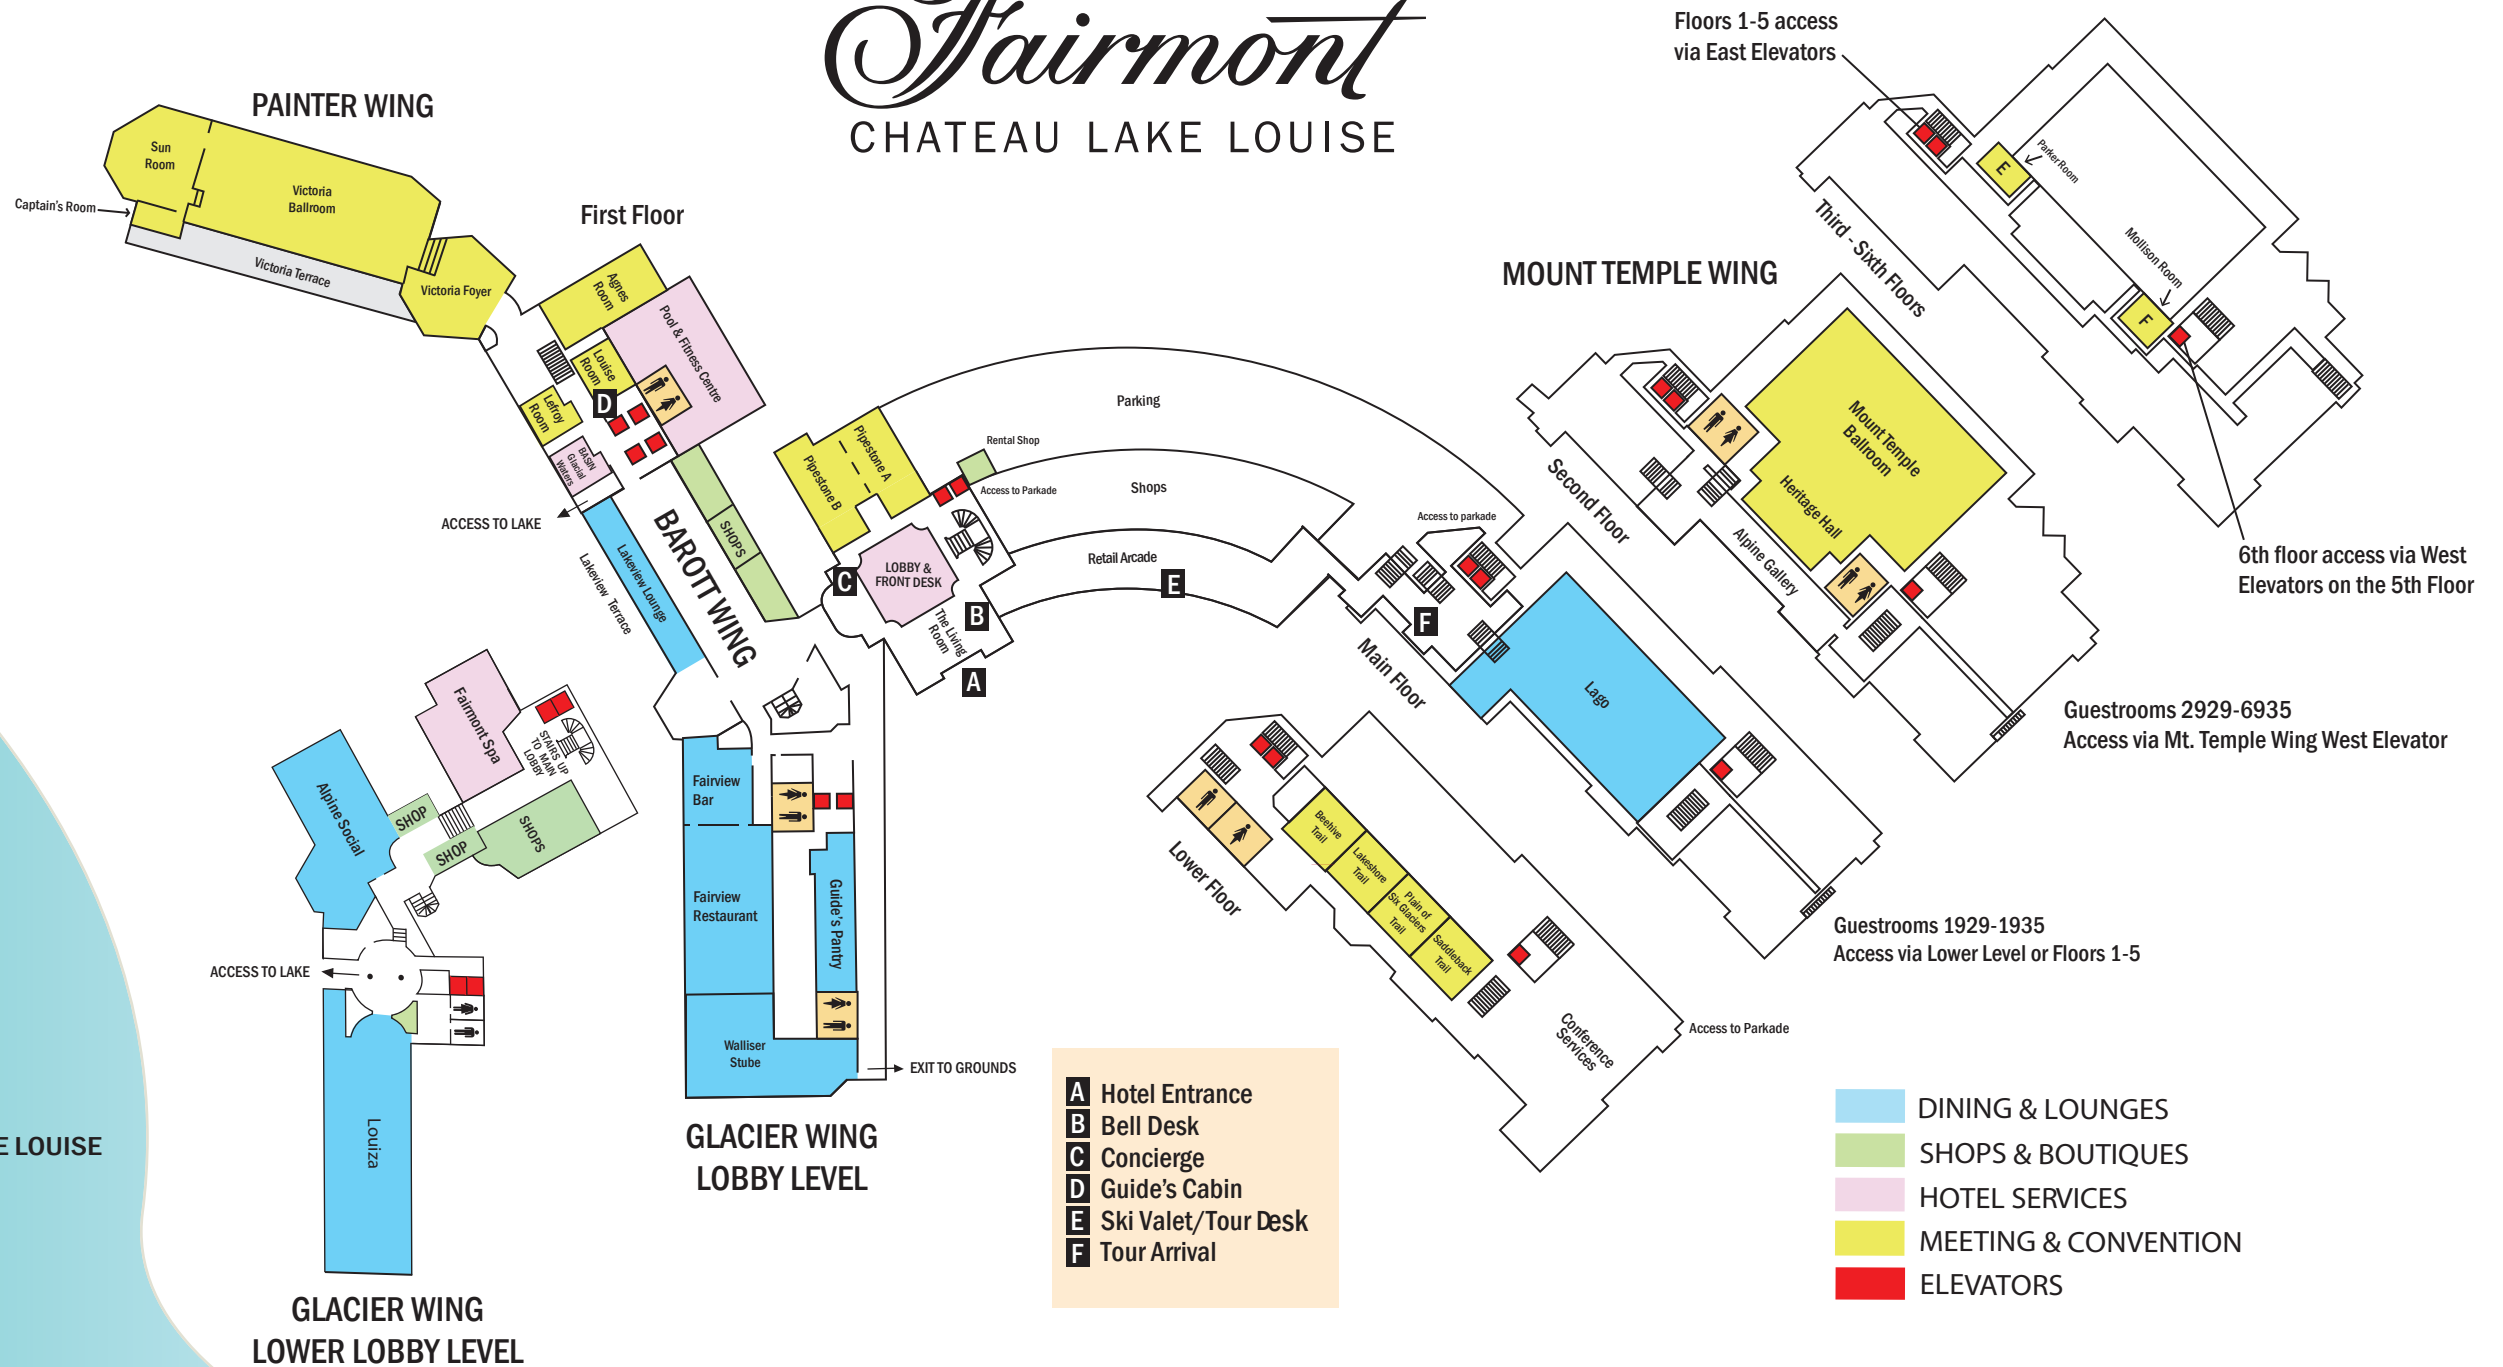 Fairmont
CHATEAU LAKE LOUISE
PAINTER WING
Sun
Room
Victoria
Ballroom
Captain's Room
Victoria Terrace
Victoria Foyer
First Floor
Agnes
Room
Pool & Fitness Centre
Louise
Room
D
Lefroy
Room
BASIN
Glacial
Waters
ACCESS TO LAKE
SHOPS
BAROTT WING
Lakeview Lounge
Lakeview Terrace
Pipestone A
Pipestone B
Rental Shop
Access to Parkade
Parking
Shops
Retail Arcade
E
LOBBY &
FRONT DESK
C
B
The Living
Room
A
Fairmont Spa
STAIRS UP
TO MAIN
LOBBY
Alpine Social
SHOP
SHOP
SHOPS
ACCESS TO LAKE
Louiza
GLACIER WING
LOWER LOBBY LEVEL
E LOUISE
Fairview
Bar
Fairview
Restaurant
Guide's Pantry
Walliser
Stube
EXIT TO GROUNDS
GLACIER WING
LOBBY LEVEL
Floors 1-5 access
via East Elevators
E
Parker Room
Mollison Room
F
Third - Sixth Floors
6th floor access via West
Elevators on the 5th Floor
MOUNT TEMPLE WING
Mount Temple
Ballroom
Heritage Hall
Alpine Gallery
Second Floor
Guestrooms 2929-6935
Access via Mt. Temple Wing West Elevator
Access to parkade
F
Lago
Main Floor
Guestrooms 1929-1935
Access via Lower Level or Floors 1-5
Beehive
Trail
Lakeshore
Trail
Plain of
Six Glaciers
Trail
Saddleback
Trail
Lower Floor
Conference
Services
Access to Parkade
A Hotel Entrance
B Bell Desk
C Concierge
D Guide's Cabin
E Ski Valet/Tour Desk
F Tour Arrival
DINING & LOUNGES
SHOPS & BOUTIQUES
HOTEL SERVICES
MEETING & CONVENTION
ELEVATORS